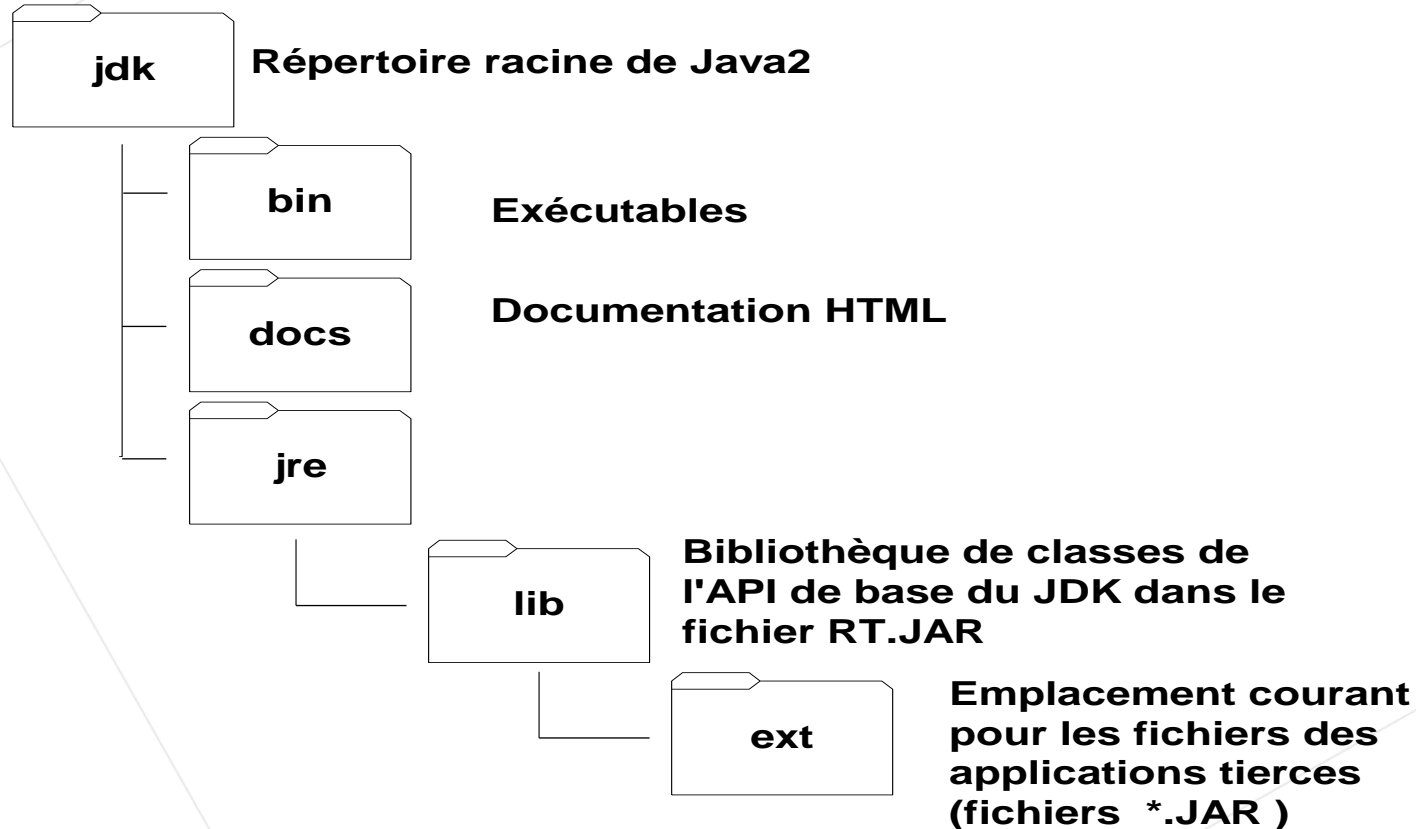 jdk
Répertoire racine de Java2
bin
Exécutables
docs
Documentation HTML
jre
lib
Bibliothèque de classes de
l'API de base du JDK dans le
fichier RT.JAR
ext
Emplacement courant
pour les fichiers des
applications tierces
(fichiers *.JAR )